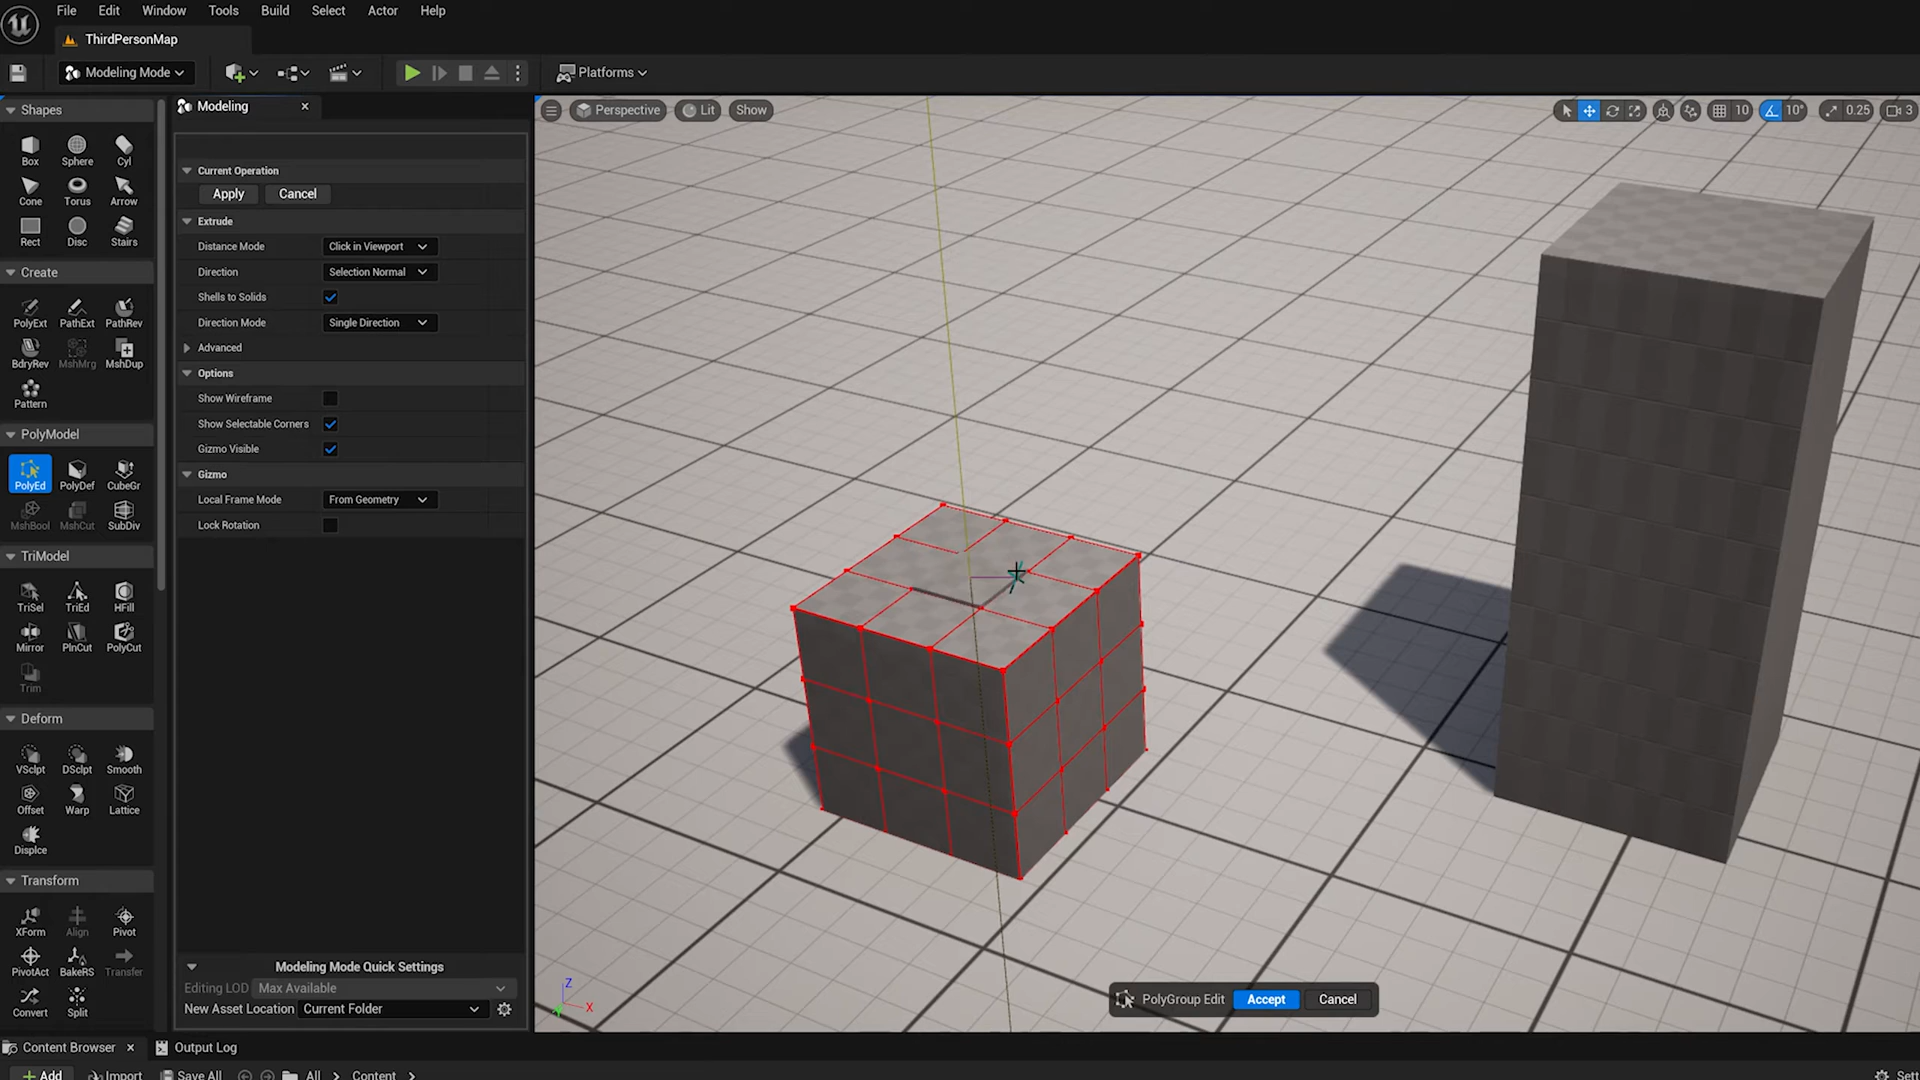 File Edit Window Tools Build Select Actor Help
ThirdPersonMap
Modeling Mode Platforms
Shapes
Box Sphere Cyl
Cone Torus Arrow
Rect Disc Stairs
Create
PolyExt PathExt PathRev
BdryRev MshMrg MshDup
Pattern
PolyModel
PolyEd PolyDef CubeGr
MshBool MshCut SubDiv
TriModel
TriSel TriEd HFill
Mirror PlnCut PolyCut
Trim
Deform
VSclpt DSclpt Smooth
Offset Warp Lattice
Displce
Transform
XForm Align Pivot
PivotAct BakeRS Transfer
Convert Split
Modeling
Current Operation
Apply Cancel
Extrude
Distance Mode Click in Viewport
Direction Selection Normal
Shells to Solids
Direction Mode Single Direction
Advanced
Options
Show Wireframe
Show Selectable Corners
Gizmo Visible
Gizmo
Local Frame Mode From Geometry
Lock Rotation
Modeling Mode Quick Settings
Editing LOD Max Available
New Asset Location Current Folder
Perspective Lit Show
10 10° 0.25 3
Z
X
PolyGroup Edit Accept Cancel
Content Browser Output Log
Add Import Save All All Content Sett